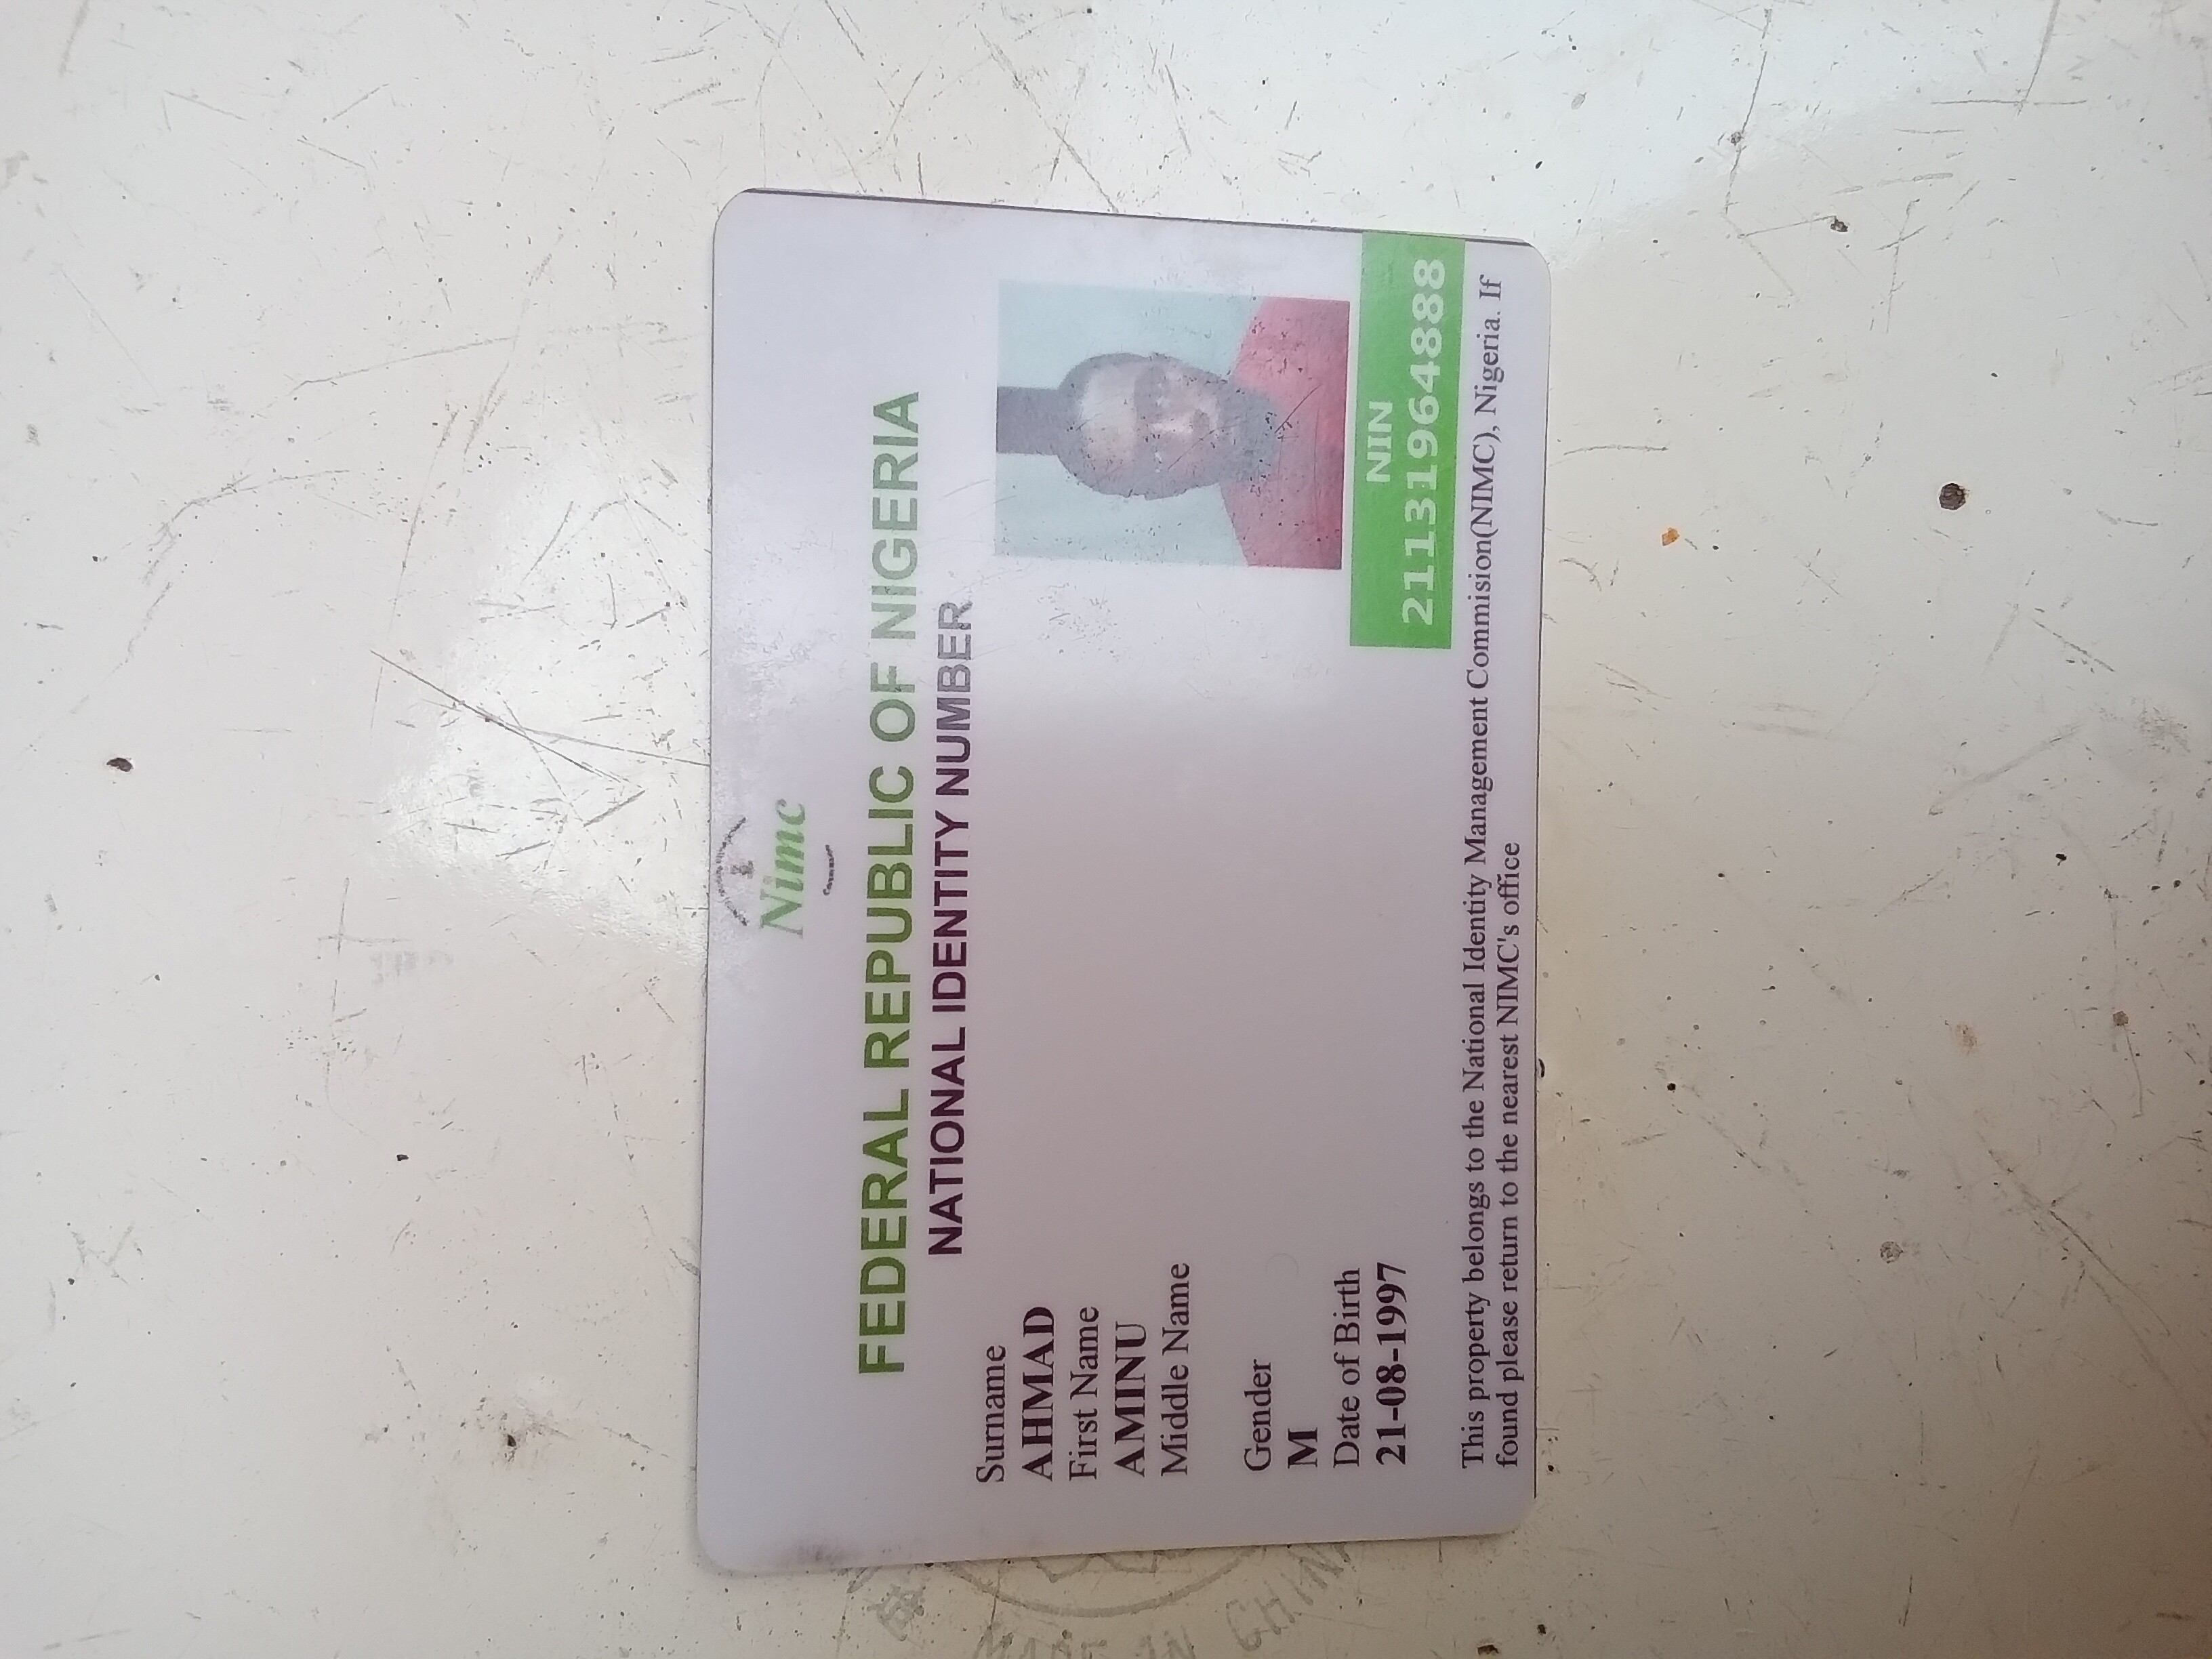 Nimc
FEDERAL REPUBLIC OF NIGERIA
NATIONAL IDENTITY NUMBER
Surname
AHMAD
First Name
AMINU
Middle Name
Gender
M
Date of Birth
21-08-1997
NIN
21131964888
This property belongs to the National Identity Management Commision(NIMC), Nigeria. If
found please return to the nearest NIMC's office
MADE IN CHINA